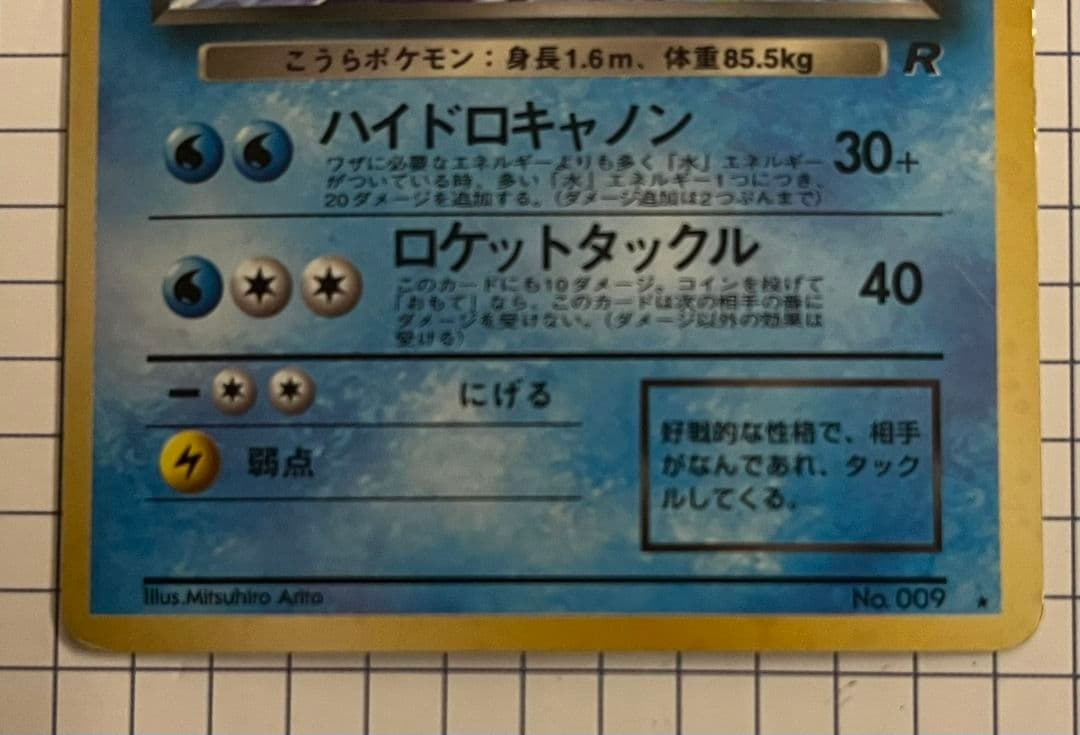 こうらポケモン：身長1.6m、体重85.5kg
R
ハイドロキャノン 30+
ワザに必要なエネルギーよりも多く「水」エネルギー
がついている時、多い「水」エネルギー1つにつき、
20ダメージを追加する。（ダメージ追加は2つぶんまで）
ロケットタックル 40
このカードにも10ダメージ。コインを投げて
「おもて」なら、このカードは次の相手の番に
ダメージを受けない。（ダメージ以外の効果は
受ける）
にげる
弱点
好戦的な性格で、相手
がなんであれ、タック
ルしてくる。
Illus.Mitsuhiro Arita
No. 009 ★